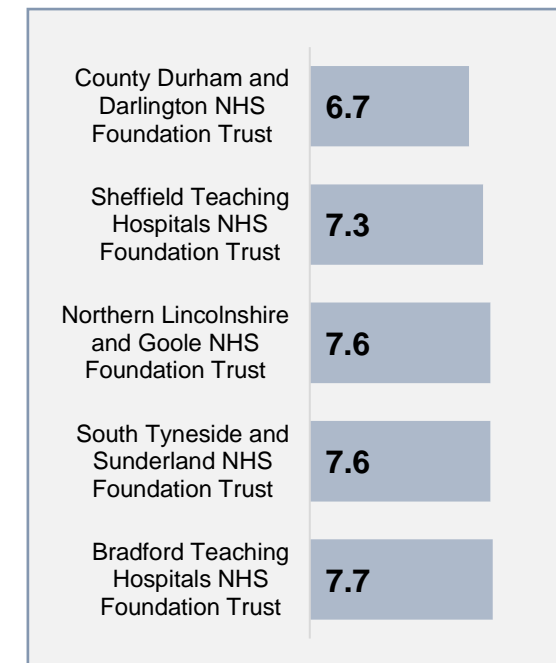 County Durham and
Darlington NHS
Foundation Trust
6.7
Sheffield Teaching
Hospitals NHS
Foundation Trust
7.3
Northern Lincolnshire
and Goole NHS
Foundation Trust
7.6
South Tyneside and
Sunderland NHS
Foundation Trust
7.6
Bradford Teaching
Hospitals NHS
Foundation Trust
7.7